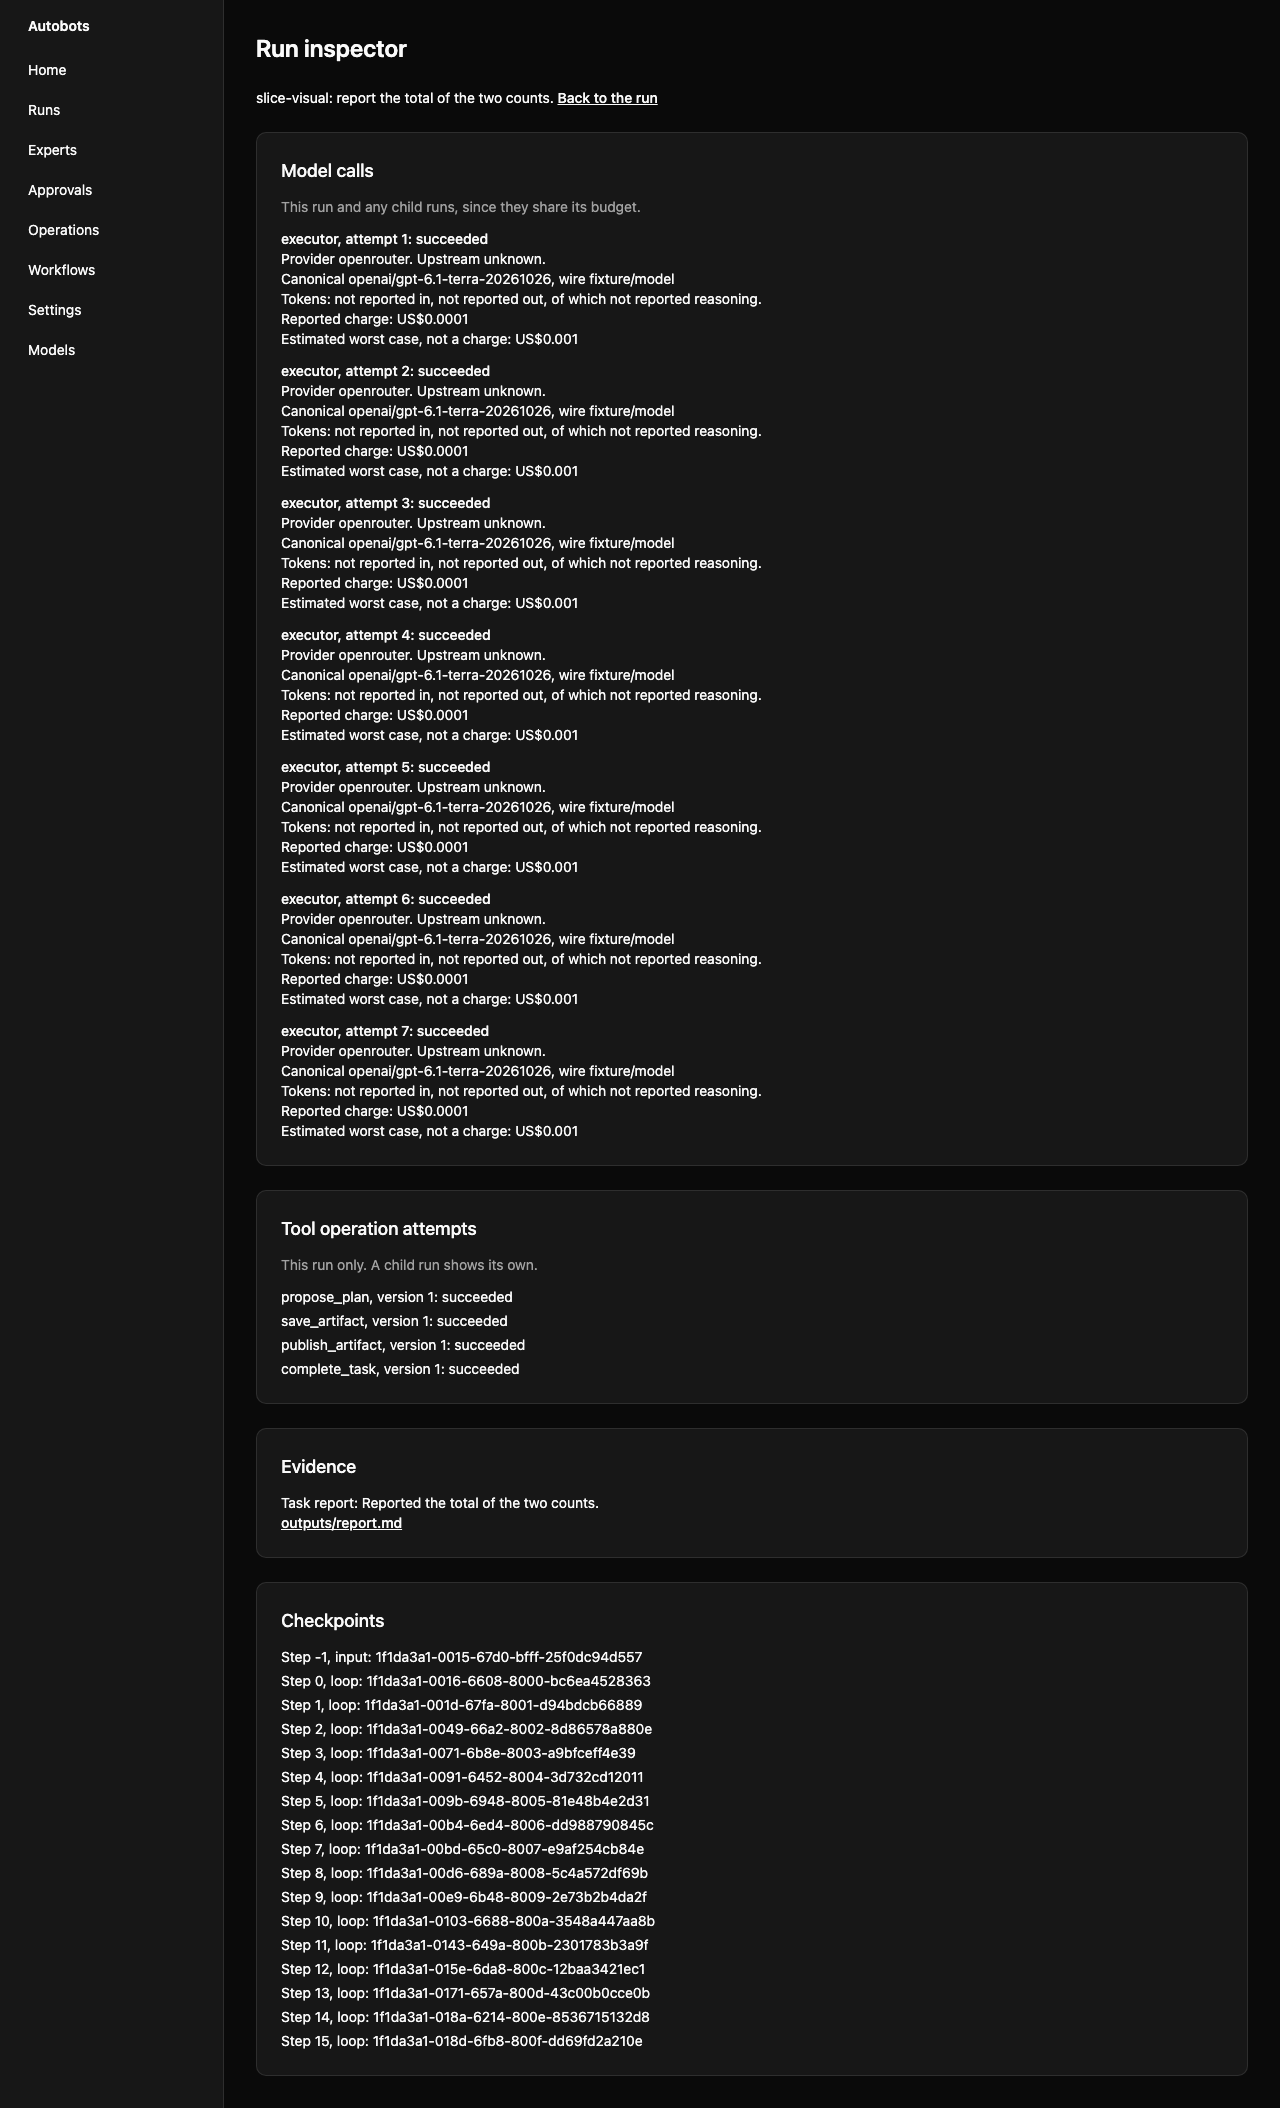 Autobots
Home
Runs
Experts
Approvals
Operations
Workflows
Settings
Models
Run inspector
slice-visual: report the total of the two counts. Back to the run
Model calls
This run and any child runs, since they share its budget.
executor, attempt 1: succeeded
Provider openrouter. Upstream unknown.
Canonical openai/gpt-6.1-terra-20261026, wire fixture/model
Tokens: not reported in, not reported out, of which not reported reasoning.
Reported charge: US$0.0001
Estimated worst case, not a charge: US$0.001
executor, attempt 2: succeeded
Provider openrouter. Upstream unknown.
Canonical openai/gpt-6.1-terra-20261026, wire fixture/model
Tokens: not reported in, not reported out, of which not reported reasoning.
Reported charge: US$0.0001
Estimated worst case, not a charge: US$0.001
executor, attempt 3: succeeded
Provider openrouter. Upstream unknown.
Canonical openai/gpt-6.1-terra-20261026, wire fixture/model
Tokens: not reported in, not reported out, of which not reported reasoning.
Reported charge: US$0.0001
Estimated worst case, not a charge: US$0.001
executor, attempt 4: succeeded
Provider openrouter. Upstream unknown.
Canonical openai/gpt-6.1-terra-20261026, wire fixture/model
Tokens: not reported in, not reported out, of which not reported reasoning.
Reported charge: US$0.0001
Estimated worst case, not a charge: US$0.001
executor, attempt 5: succeeded
Provider openrouter. Upstream unknown.
Canonical openai/gpt-6.1-terra-20261026, wire fixture/model
Tokens: not reported in, not reported out, of which not reported reasoning.
Reported charge: US$0.0001
Estimated worst case, not a charge: US$0.001
executor, attempt 6: succeeded
Provider openrouter. Upstream unknown.
Canonical openai/gpt-6.1-terra-20261026, wire fixture/model
Tokens: not reported in, not reported out, of which not reported reasoning.
Reported charge: US$0.0001
Estimated worst case, not a charge: US$0.001
executor, attempt 7: succeeded
Provider openrouter. Upstream unknown.
Canonical openai/gpt-6.1-terra-20261026, wire fixture/model
Tokens: not reported in, not reported out, of which not reported reasoning.
Reported charge: US$0.0001
Estimated worst case, not a charge: US$0.001
Tool operation attempts
This run only. A child run shows its own.
propose_plan, version 1: succeeded
save_artifact, version 1: succeeded
publish_artifact, version 1: succeeded
complete_task, version 1: succeeded
Evidence
Task report: Reported the total of the two counts.
outputs/report.md
Checkpoints
Step -1, input: 1f1da3a1-0015-67d0-bfff-25f0dc94d557
Step 0, loop: 1f1da3a1-0016-6608-8000-bc6ea4528363
Step 1, loop: 1f1da3a1-001d-67fa-8001-d94bdcb66889
Step 2, loop: 1f1da3a1-0049-66a2-8002-8d86578a880e
Step 3, loop: 1f1da3a1-0071-6b8e-8003-a9bfceff4e39
Step 4, loop: 1f1da3a1-0091-6452-8004-3d732cd12011
Step 5, loop: 1f1da3a1-009b-6948-8005-81e48b4e2d31
Step 6, loop: 1f1da3a1-00b4-6ed4-8006-dd988790845c
Step 7, loop: 1f1da3a1-00bd-65c0-8007-e9af254cb84e
Step 8, loop: 1f1da3a1-00d6-689a-8008-5c4a572df69b
Step 9, loop: 1f1da3a1-00e9-6b48-8009-2e73b2b4da2f
Step 10, loop: 1f1da3a1-0103-6688-800a-3548a447aa8b
Step 11, loop: 1f1da3a1-0143-649a-800b-2301783b3a9f
Step 12, loop: 1f1da3a1-015e-6da8-800c-12baa3421ec1
Step 13, loop: 1f1da3a1-0171-657a-800d-43c00b0cce0b
Step 14, loop: 1f1da3a1-018a-6214-800e-8536715132d8
Step 15, loop: 1f1da3a1-018d-6fb8-800f-dd69fd2a210e